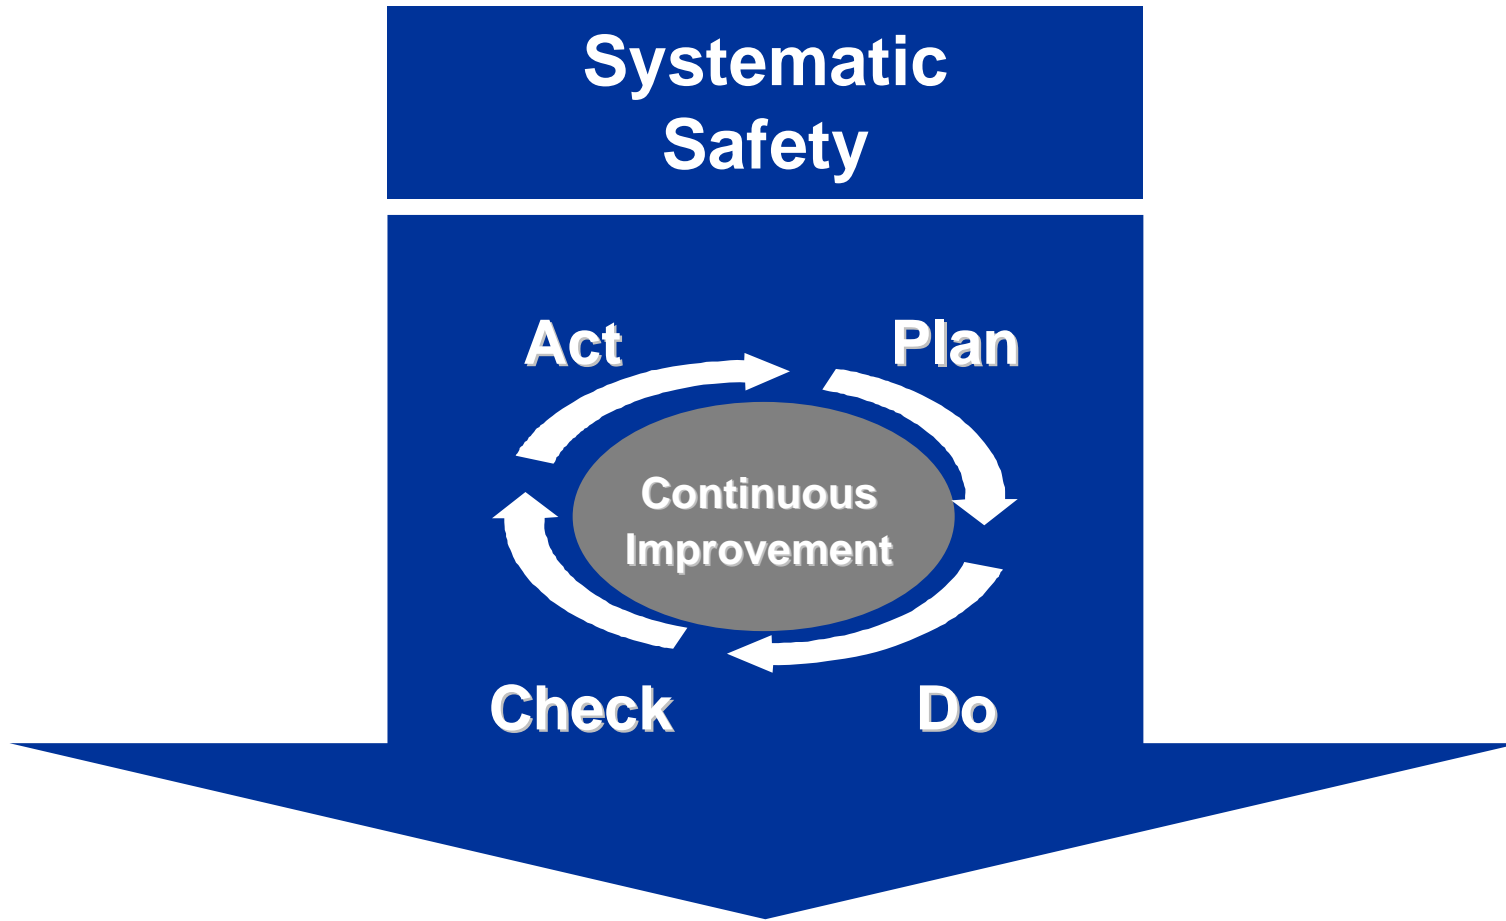 Systematic
Safety
Act
Plan
Continuous
Improvement
Check
Do